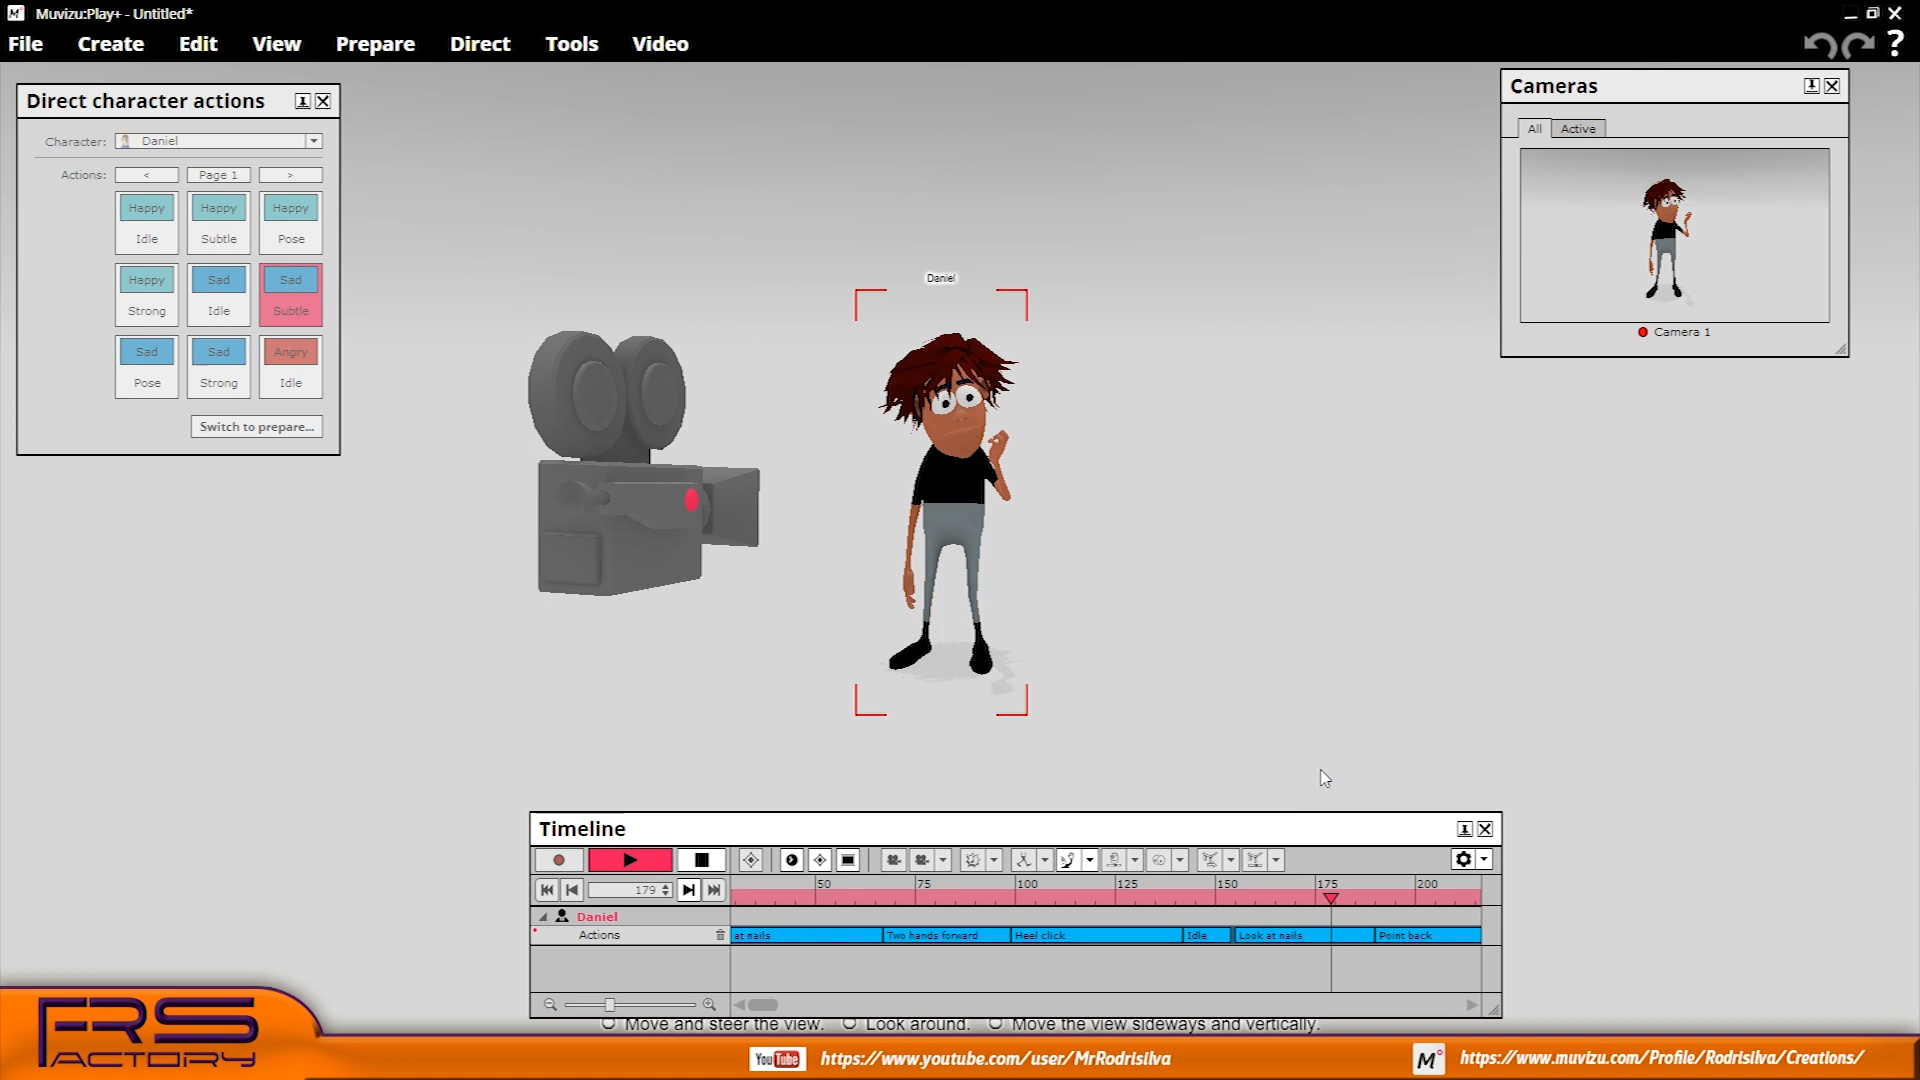 Muvizu:Play+ - Untitled*
File Create Edit View Prepare Direct Tools Video ?
Direct character actions
Character: Daniel
Actions: < Page 1 >
Happy Happy Happy
Idle Subtle Pose
Happy Sad Sad
Strong Idle Subtle
Sad Sad Angry
Pose Strong Idle
Switch to prepare...
Cameras
All Active
Camera 1
Daniel
Timeline
179 50 75 100 125 150 175 200
Daniel
Actions at nails Two hands forward Heel click Idle Look at nails Point back
Move and steer the view. Look around. Move the view sideways and vertically.
FRS
FACTORY
YouTube https://www.youtube.com/user/MrRodrisilva
M https://www.muvizu.com/Profile/Rodrisilva/Creations/